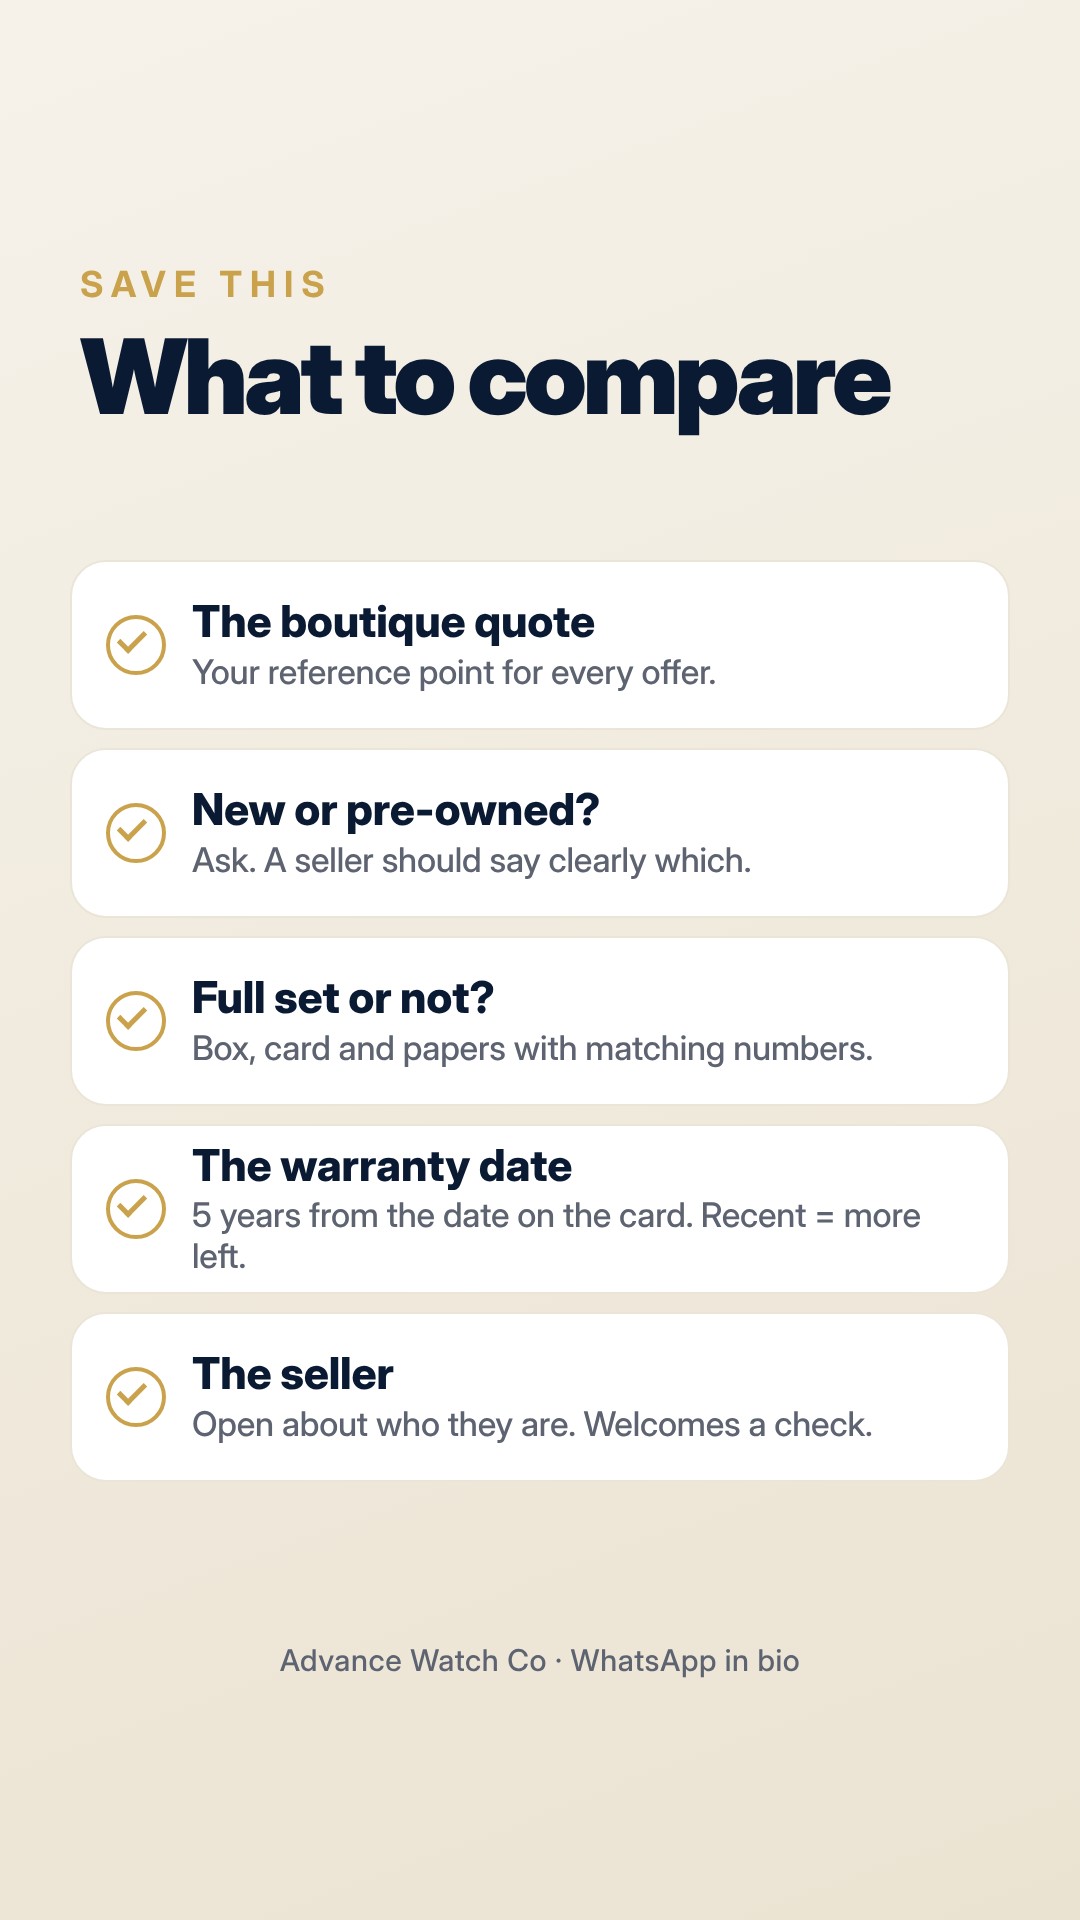 SAVE THIS
What to compare
The boutique quote
Your reference point for every offer.
New or pre-owned?
Ask. A seller should say clearly which.
Full set or not?
Box, card and papers with matching numbers.
The warranty date
5 years from the date on the card. Recent = more
left.
The seller
Open about who they are. Welcomes a check.
Advance Watch Co · WhatsApp in bio